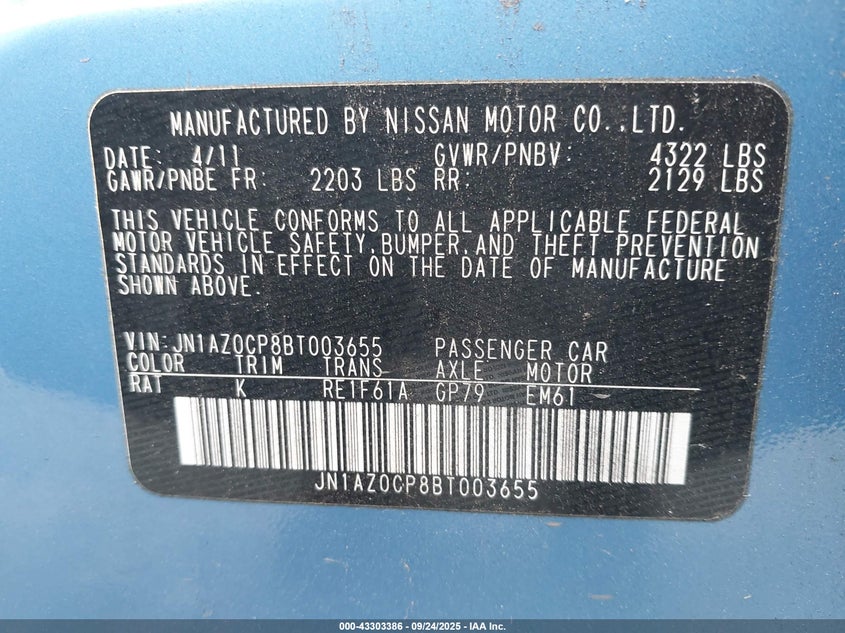 MANUFACTURED BY NISSAN MOTOR CO.,LTD.
DATE: 4/11 GVWR/PNBV: 4322 LBS
GAWR/PNBE FR: 2203 LBS RR: 2129 LBS
THIS VEHICLE CONFORMS TO ALL APPLICABLE FEDERAL
MOTOR VEHICLE SAFETY,BUMPER,AND THEFT PREVENTION
STANDARDS IN EFFECT ON THE DATE OF MANUFACTURE
SHOWN ABOVE.
VIN:JN1AZ0CP8BT003655 PASSENGER CAR
COLOR TRIM TRANS AXLE MOTOR
RAT K RE1F61A GP79 EM61
JN1AZ0CP8BT003655
000-43303386 - 09/24/2025 - IAA Inc.